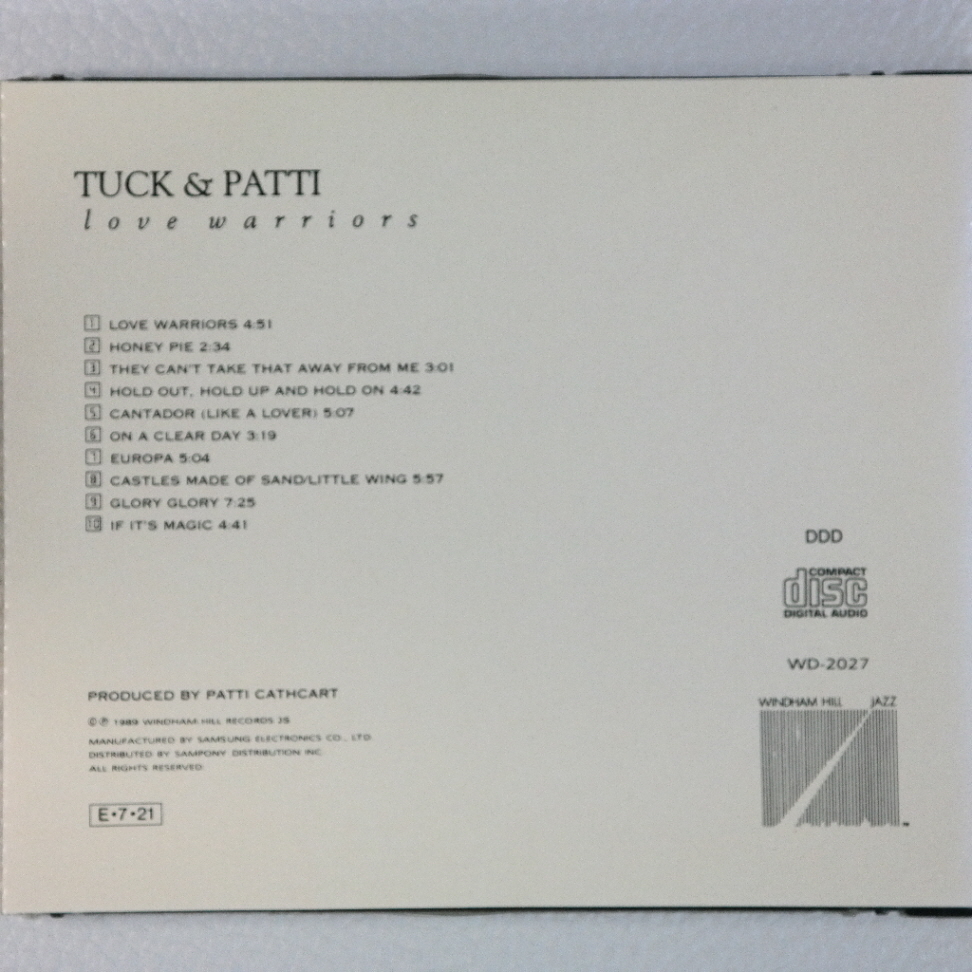 TUCK & PATTI
love warriors
1 LOVE WARRIORS 4:51
2 HONEY PIE 2:34
3 THEY CAN'T TAKE THAT AWAY FROM ME 3:01
4 HOLD OUT, HOLD UP AND HOLD ON 4:42
5 CANTADOR (LIKE A LOVER) 5:07
6 ON A CLEAR DAY 3:19
7 EUROPA 5:04
8 CASTLES MADE OF SAND/LITTLE WING 5:57
9 GLORY GLORY 7:25
10 IF IT'S MAGIC 4:41
DDD
COMPACT
disc
DIGITAL AUDIO
WD-2027
WINDHAM HILL JAZZ
PRODUCED BY PATTI CATHCART
©℗ 1989 WINDHAM HILL RECORDS
MANUFACTURED BY SAMSUNG ELECTRONICS CO., LTD.
DISTRIBUTED BY SAMPONY DISTRIBUTION INC
ALL RIGHTS RESERVED.
E•7•21